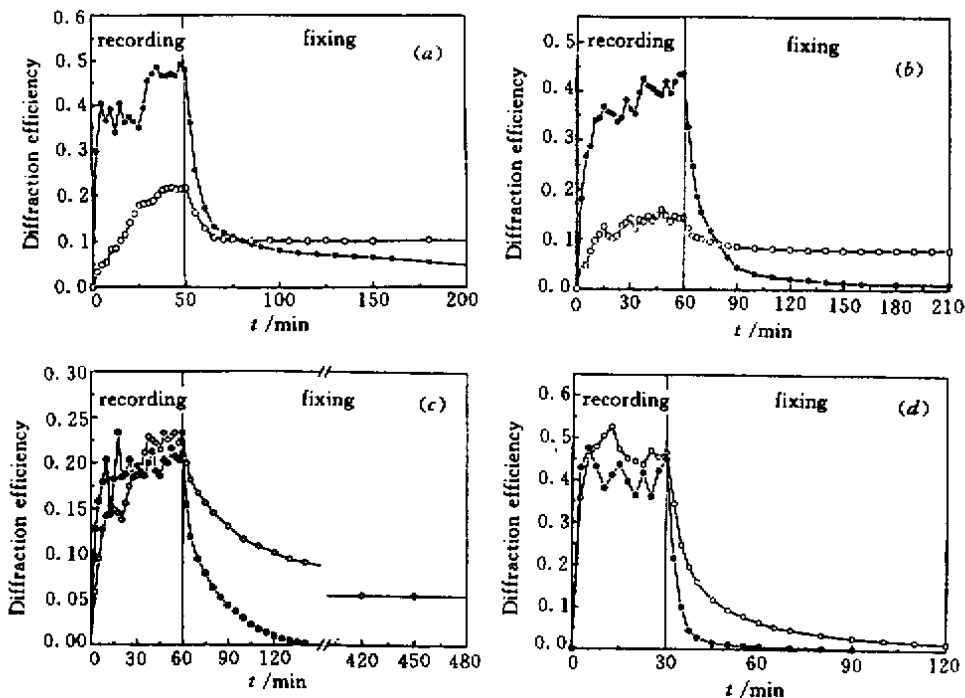 0.6
recording
fixing
(a)
0.5
0.4
0.3
0.2
0.1
0.0
Diffraction efficiency
0
50
100
150
200
t /min
0.5
recording
fixing
(b)
0.4
0.3
0.2
0.1
0.0
Diffraction efficiency
0
30
60
90
120
150
180
210
t /min
0.30
recording
fixing
(c)
0.25
0.20
0.15
0.10
0.05
0.00
Diffraction efficiency
0
30
60
90
120
420
450
480
t /min
recording
fixing
(d)
0.5
0.4
0.3
0.2
0.1
0.0
Diffraction efficiency
0
30
60
90
120
t /min